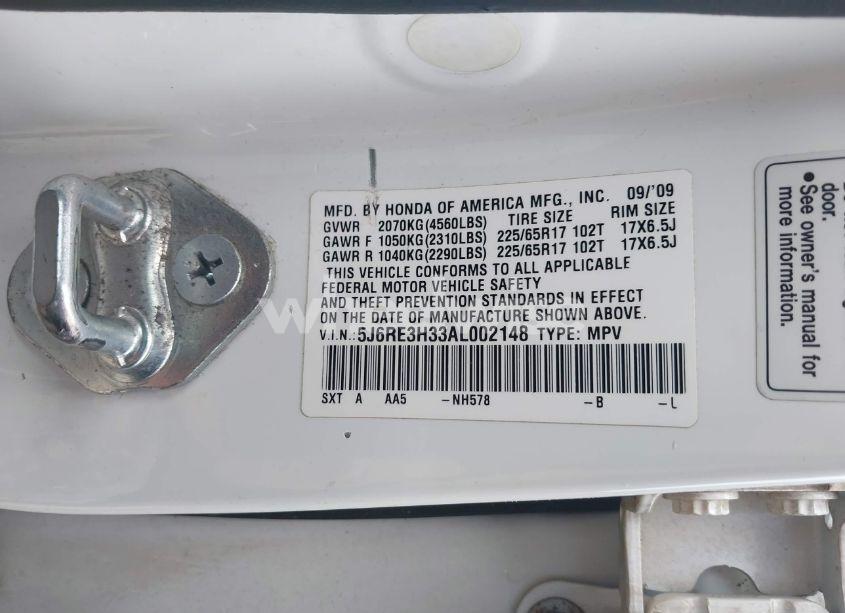 MFD. BY HONDA OF AMERICA MFG., INC. 09/'09
GVWR 2070KG(4560LBS) TIRE SIZE RIM SIZE
GAWR F 1050KG(2310LBS) 225/65R17 102T 17X6.5J
GAWR R 1040KG(2290LBS) 225/65R17 102T 17X6.5J
THIS VEHICLE CONFORMS TO ALL APPLICABLE
FEDERAL MOTOR VEHICLE SAFETY
AND THEFT PREVENTION STANDARDS IN EFFECT
ON THE DATE OF MANUFACTURE SHOWN ABOVE.
V.I.N.: 5J6RE3H33AL002148 TYPE: MPV
SXT A AA5 -NH578 -B -L
door.
•See owner's manual for
more information.